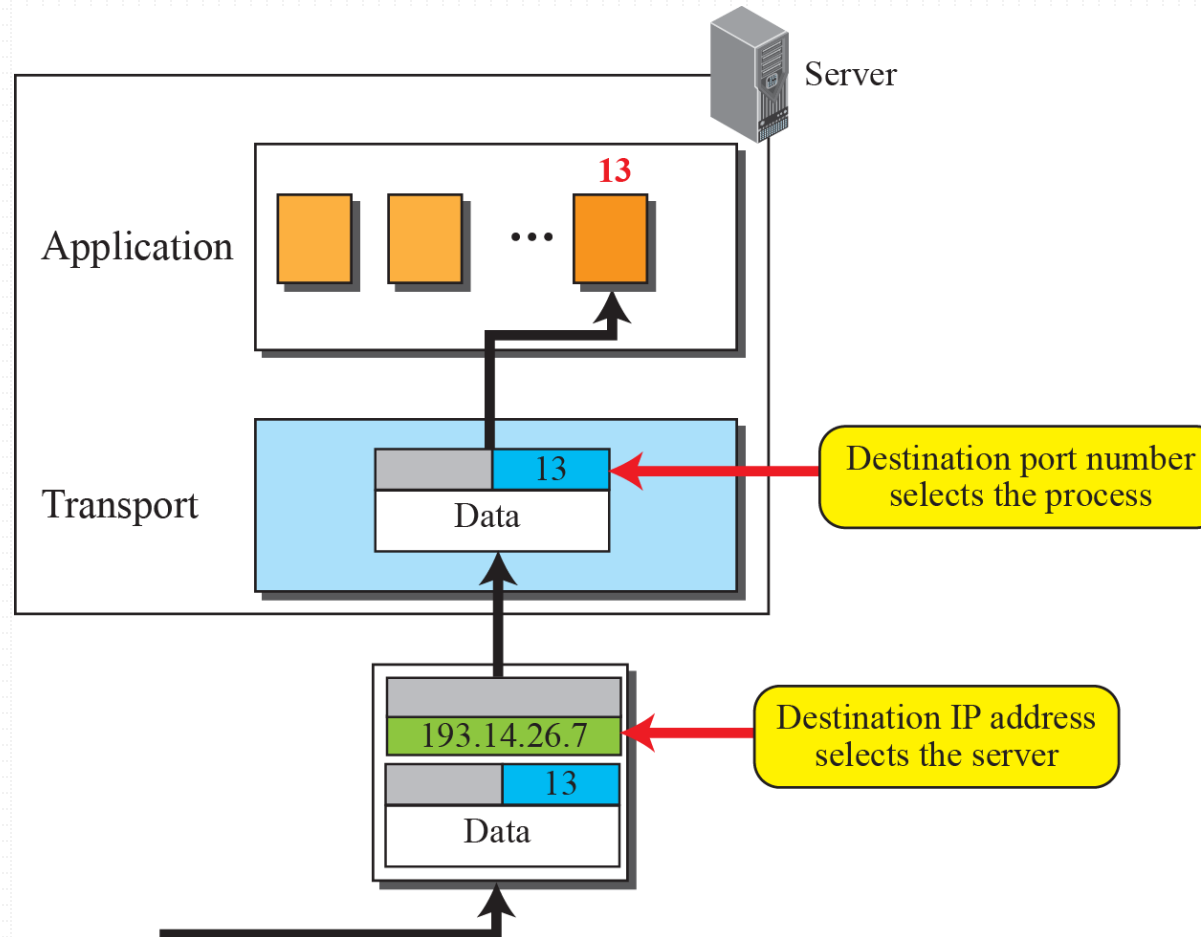 Server
13
Application
...
13
Data
Transport
Destination port number
selects the process
193.14.26.7
13
Data
Destination IP address
selects the server